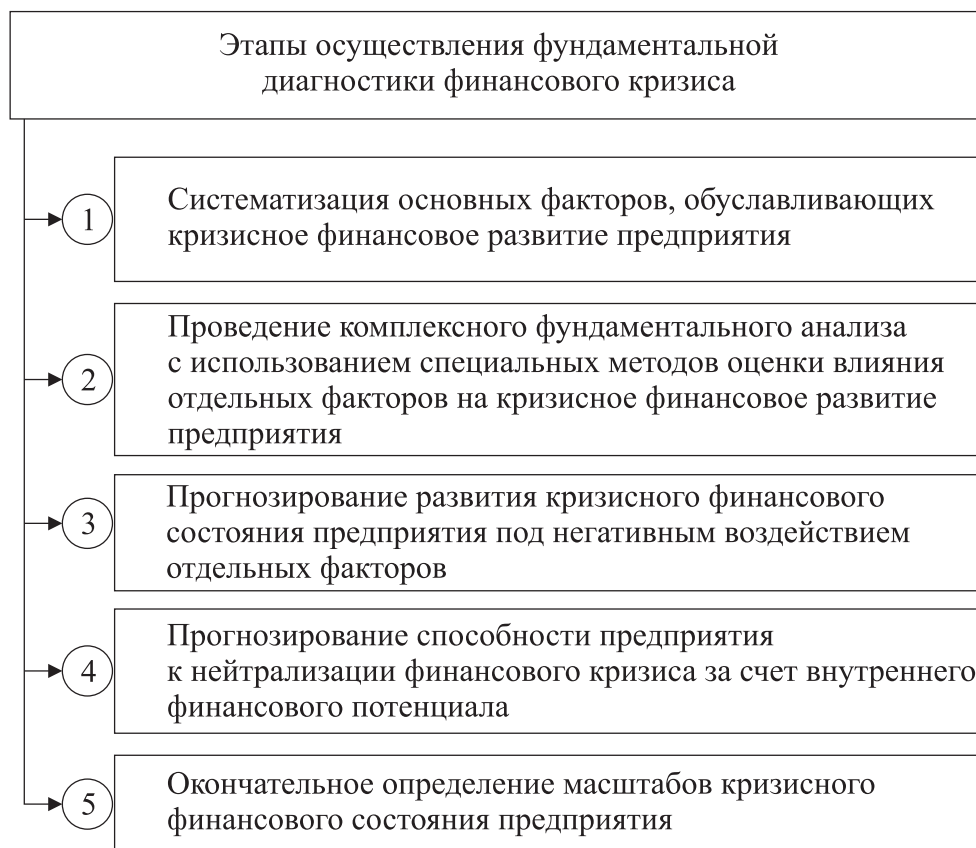 Этапы осуществления фундаментальной
диагностики финансового кризиса
1
Систематизация основных факторов, обуславливающих
кризисное финансовое развитие предприятия
2
Проведение комплексного фундаментального анализа
с использованием специальных методов оценки влияния
отдельных факторов на кризисное финансовое развитие
предприятия
3
Прогнозирование развития кризисного финансового
состояния предприятия под негативным воздействием
отдельных факторов
4
Прогнозирование способности предприятия
к нейтрализации финансового кризиса за счет внутреннего
финансового потенциала
5
Окончательное определение масштабов кризисного
финансового состояния предприятия